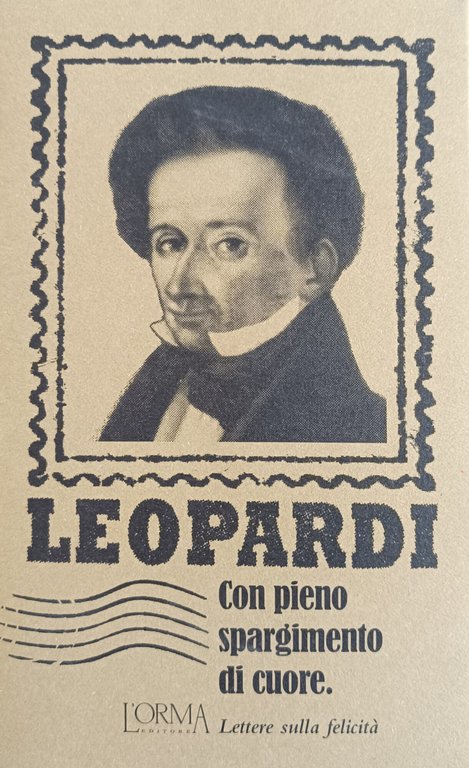 LEOPARDI
Con pieno
spargimento
di cuore.
L'ORMA
EDITORE
Lettere sulla felicità